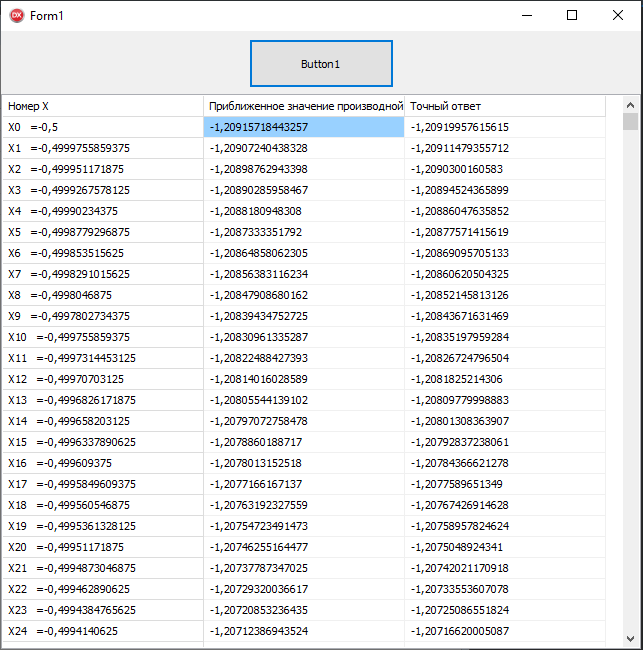 DX Form1
Button1
Номер X Приближенное значение производной Точный ответ
X0 =-0,5 -1,20915718443257 -1,20919957615615
X1 =-0,4999755859375 -1,20907240438328 -1,20911479355712
X2 =-0,499951171875 -1,20898762943398 -1,2090300160583
X3 =-0,4999267578125 -1,20890285958467 -1,20894524365899
X4 =-0,49990234375 -1,2088180948308 -1,20886047635852
X5 =-0,4998779296875 -1,2087333351792 -1,20877571415619
X6 =-0,499853515625 -1,20864858062305 -1,20869095705133
X7 =-0,4998291015625 -1,20856383116234 -1,20860620504325
X8 =-0,4998046875 -1,20847908680162 -1,20852145813126
X9 =-0,4997802734375 -1,20839434752725 -1,20843671631469
X10 =-0,499755859375 -1,20830961335287 -1,20835197959284
X11 =-0,4997314453125 -1,20822488427393 -1,20826724796504
X12 =-0,49970703125 -1,20814016028589 -1,2081825214306
X13 =-0,4996826171875 -1,20805544139102 -1,20809779998883
X14 =-0,499658203125 -1,20797072758478 -1,20801308363907
X15 =-0,4996337890625 -1,2078860188717 -1,20792837238061
X16 =-0,499609375 -1,2078013152518 -1,20784366621278
X17 =-0,4995849609375 -1,2077166167137 -1,2077589651349
X18 =-0,499560546875 -1,20763192327559 -1,20767426914628
X19 =-0,4995361328125 -1,20754723491473 -1,20758957824624
X20 =-0,49951171875 -1,20746255164477 -1,2075048924341
X21 =-0,4994873046875 -1,20737787347025 -1,20742021170918
X22 =-0,499462890625 -1,20729320036617 -1,20733553607078
X23 =-0,4994384765625 -1,20720853236435 -1,20725086551824
X24 =-0,4994140625 -1,20712386943524 -1,20716620005087